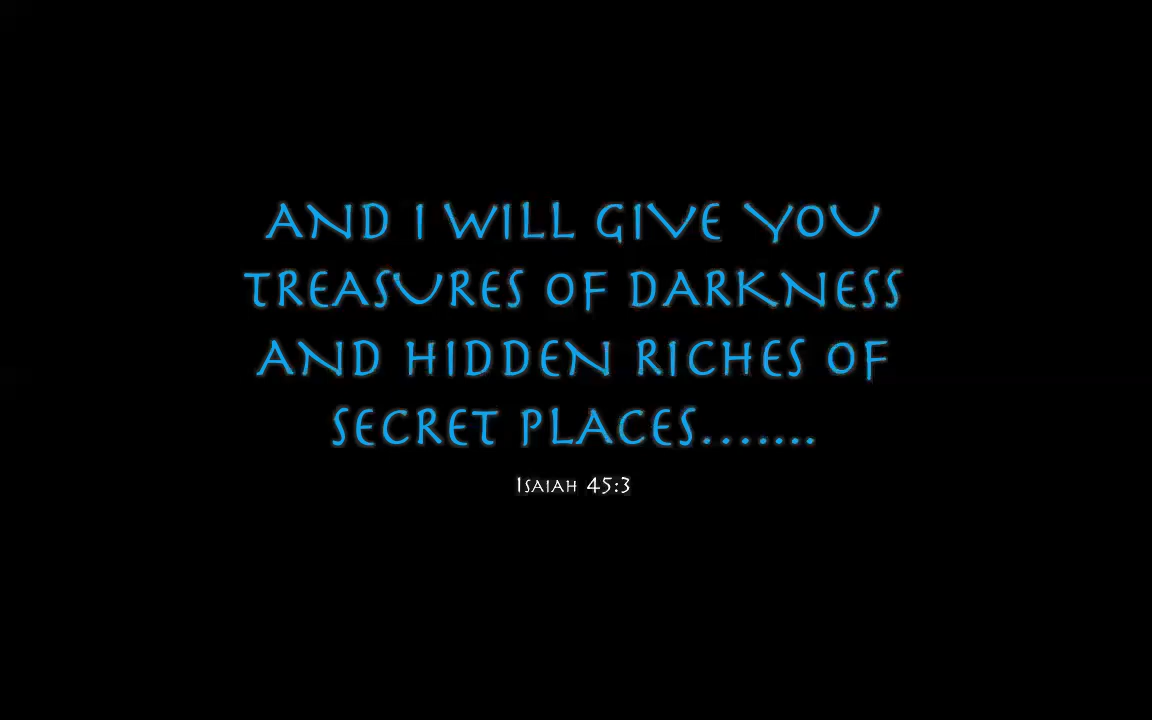 AND I WILL GIVE YOU
TREASURES OF DARKNESS
AND HIDDEN RICHES OF
SECRET PLACES.......
ISAIAH 45:3